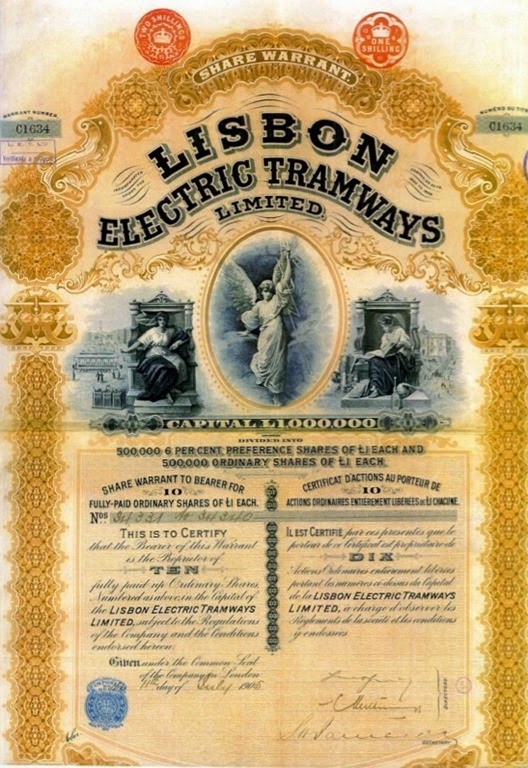 TWO SHILLINGS
ONE SHILLING
SHARE WARRANT
WARRANT NUMBER
C1634
NUMÉRO DU
C1634
LISBON
ELECTRIC TRAMWAYS
LIMITED.
CAPITAL £1,000,000
DIVIDED INTO
500,000 6 PER CENT. PREFERENCE SHARES OF £1 EACH AND
500,000 ORDINARY SHARES OF £1 EACH.
SHARE WARRANT TO BEARER FOR
10
FULLY-PAID ORDINARY SHARES OF £1 EACH.
Nos
THIS IS TO CERTIFY
that the Bearer of this Warrant
is the Proprietor of
TEN
fully paid up Ordinary Shares,
Numbered as above, in the Capital of
the LISBON ELECTRIC TRAMWAYS
LIMITED, subject to the Regulations
of the Company and the Conditions
endorsed hereon.
Given under the Common Seal
of the Company in London
day of July 1905
CERTIFICAT D'ACTIONS AU PORTEUR DE
10
ACTIONS ORDINAIRES ENTIEREMENT LIBÉRÉES DE £1 CHACUNE.
IL EST CERTIFIÉ par ces présentes que le
porteur de ce Certificat est propriétaire de
DIX
Actions Ordinaires entièrement libérées
portant les numéros ci-dessus du Capital
de la LISBON ELECTRIC TRAMWAYS
LIMITED, à charge d'observer les
Règlements de la société et les conditions
y endossées
DIRECTORS
SECRETARY